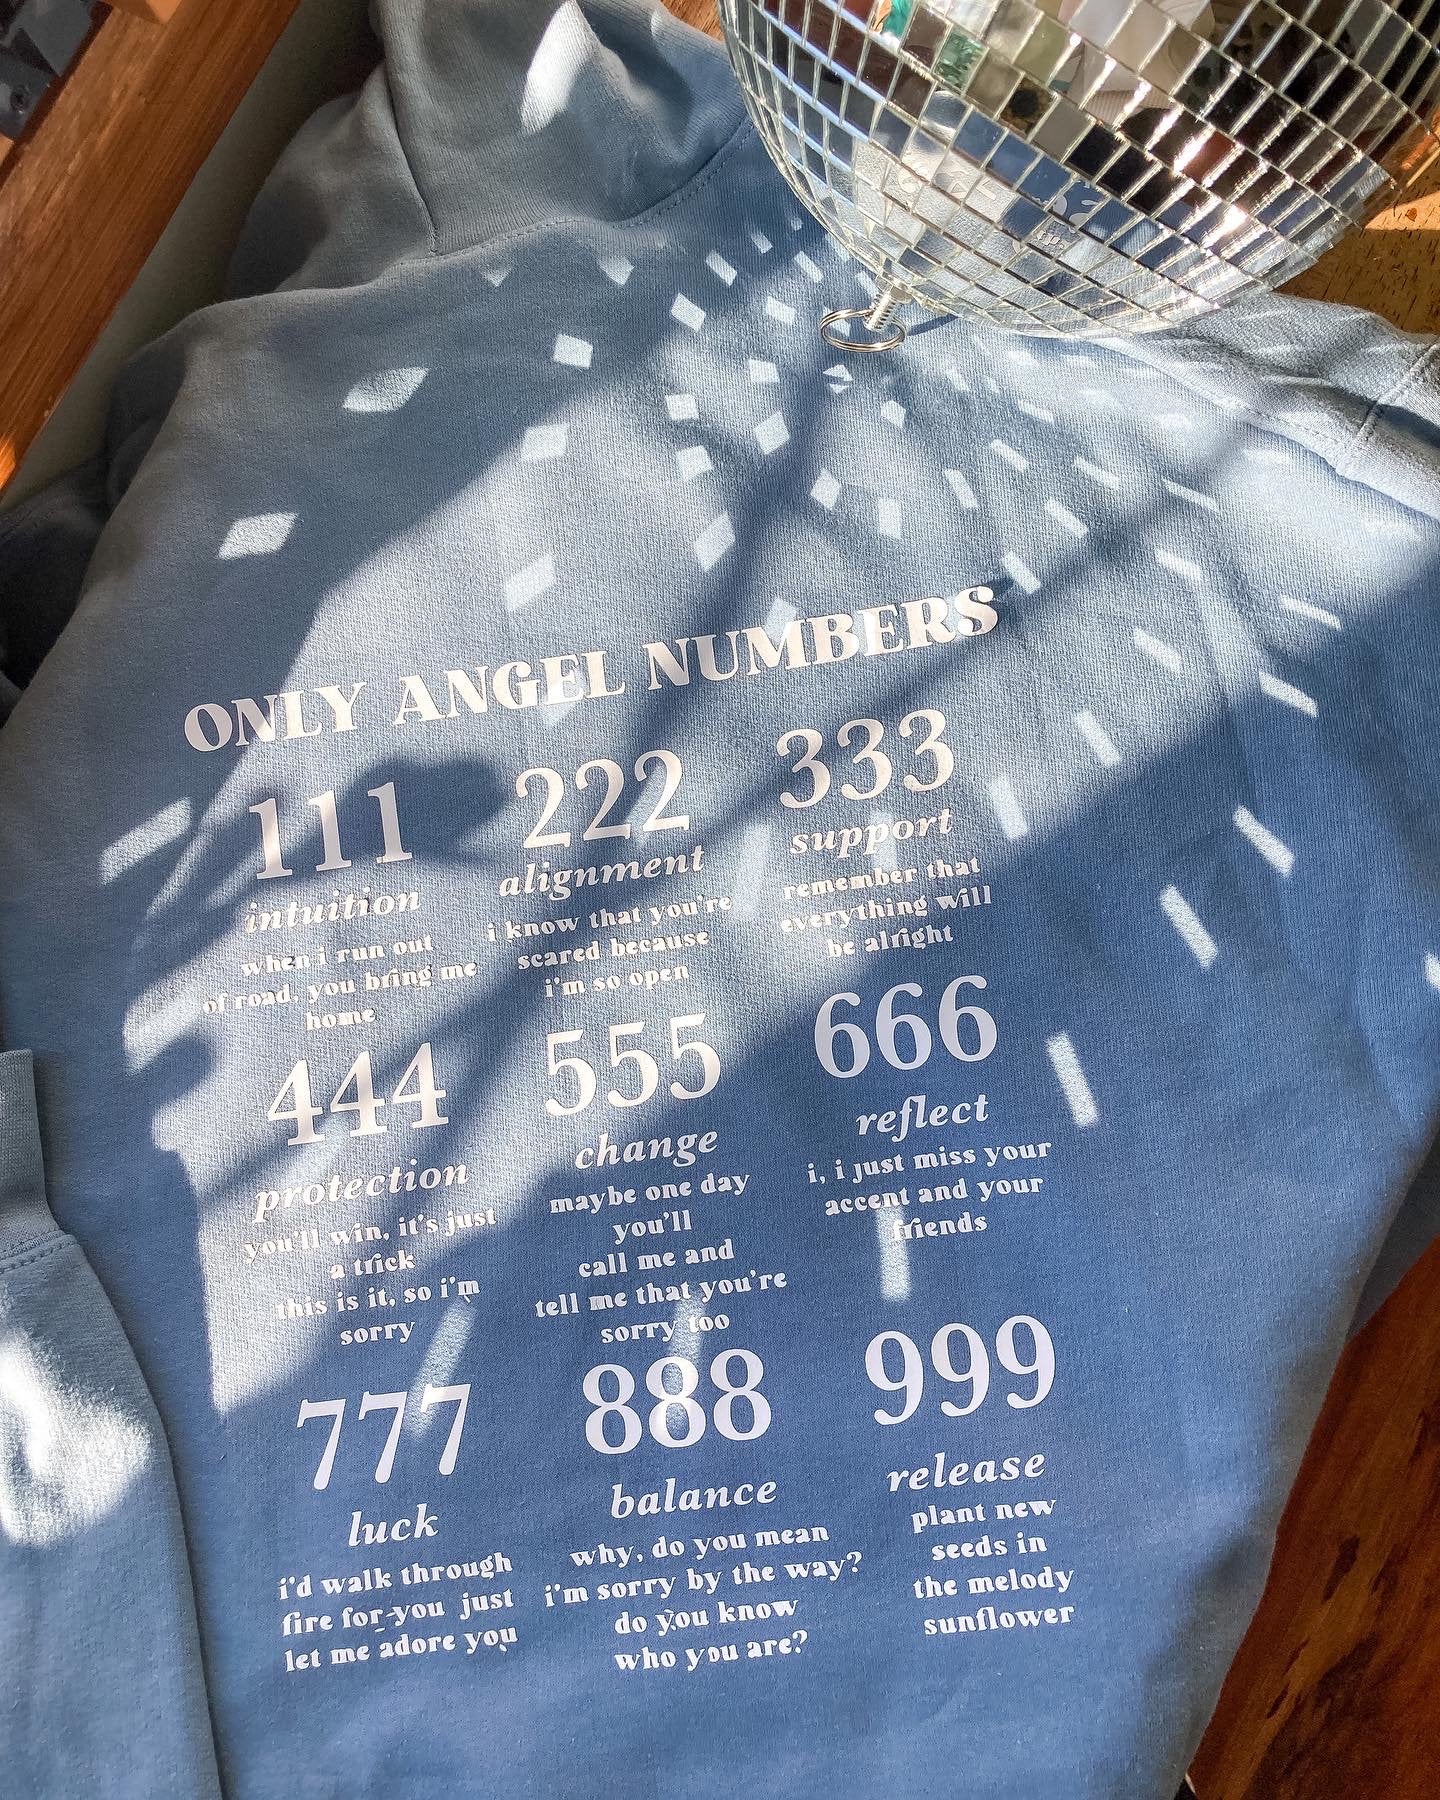 ONLY ANGEL NUMBERS
111
intuition
when i run out
of road, you bring me
home
222
alignment
i know that you're
scared because
i'm so open
333
support
remember that
everything will
be alright
444
protection
you'll win, it's just
a trick
this is it, so i'm
sorry
555
change
maybe one day
you'll
call me and
tell me that you're
sorry too
666
reflect
i, i just miss your
accent and your
friends
777
luck
i'd walk through
fire for you just
let me adore you
888
balance
why, do you mean
i'm sorry by the way?
do you know
who you are?
999
release
plant new
seeds in
the melody
sunflower